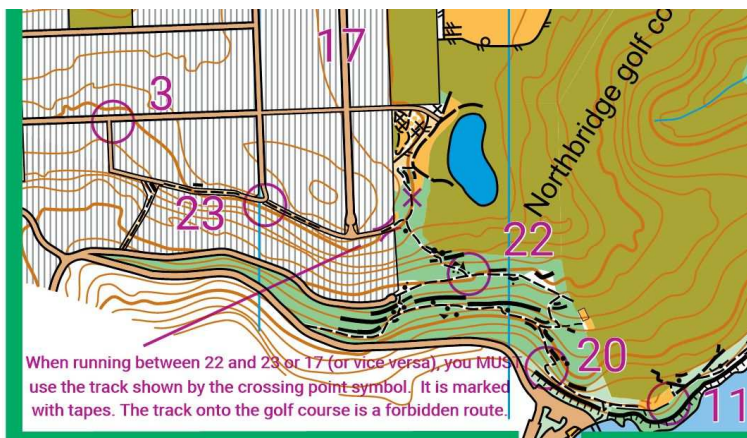 17
3
Northbridge golf co
23
22
20
11
When running between 22 and 23 or 17 (or vice versa), you MUS
use the track shown by the crossing point symbol. It is marked
with tapes. The track onto the golf course is a forbidden route.